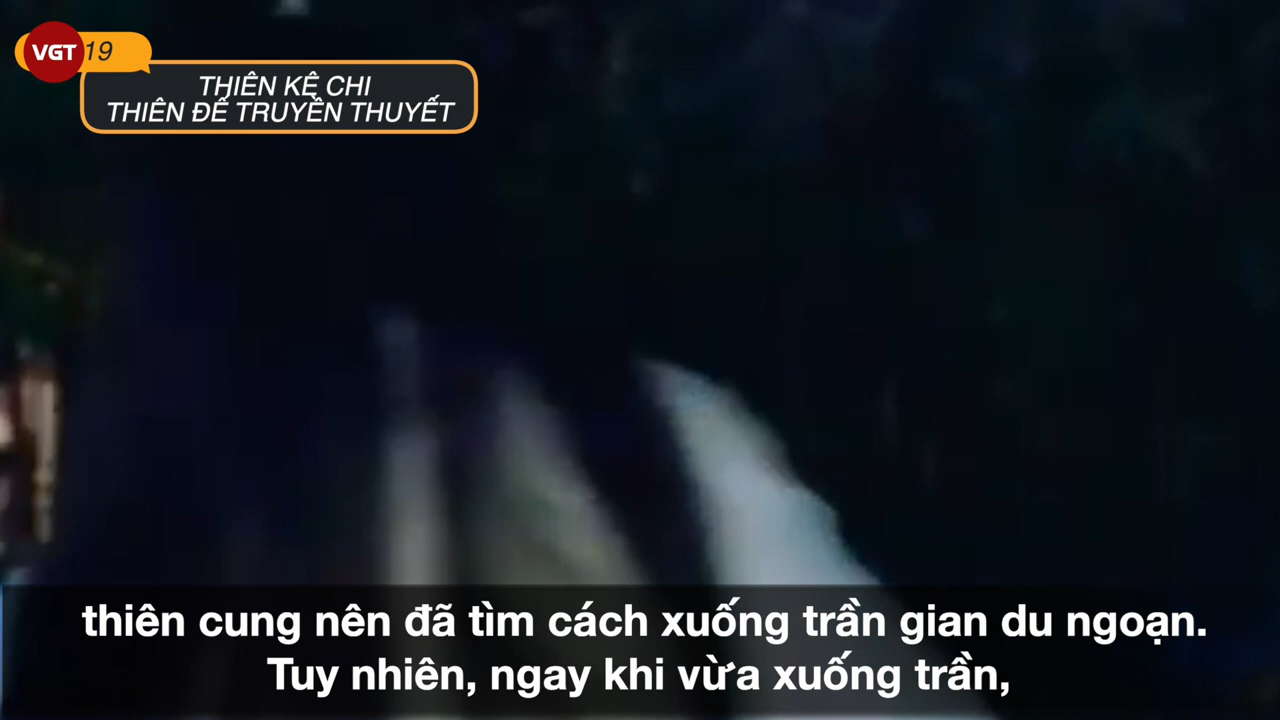 VGT 19
THIÊN KÊ CHI
THIÊN ĐẾ TRUYỀN THUYẾT
thiên cung nên đã tìm cách xuống trần gian du ngoạn.
Tuy nhiên, ngay khi vừa xuống trần,